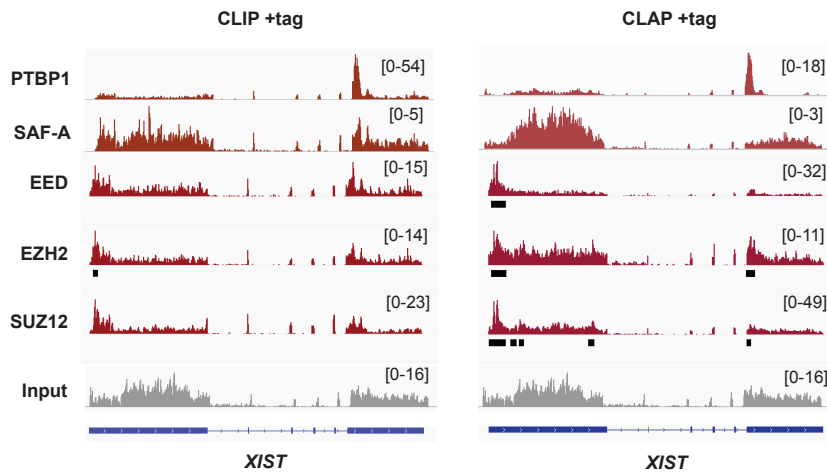 CLIP +tag CLAP +tag
PTBP1 [0-54] [0-18]
SAF-A [0-5] [0-3]
EED [0-15] [0-32]
EZH2 [0-14] [0-11]
SUZ12 [0-23] [0-49]
Input [0-16] [0-16]
XIST XIST